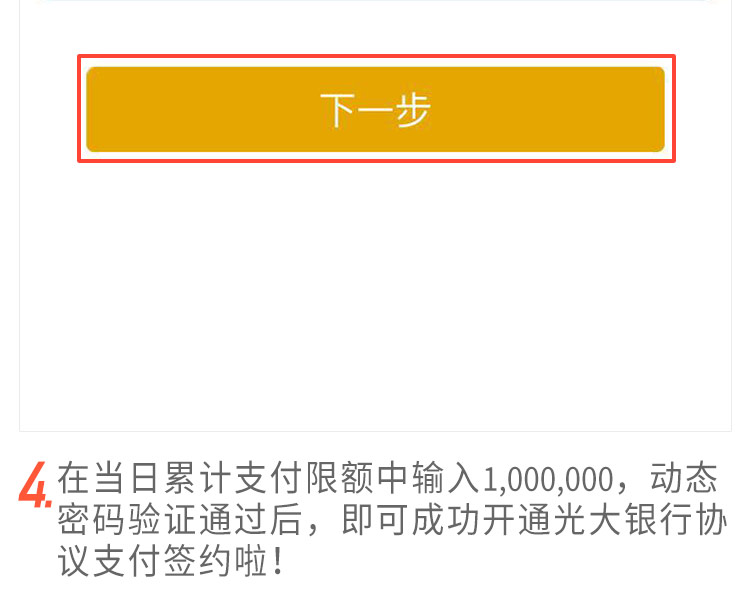 下一步
4.在当日累计支付限额中输入1,000,000，动态
密码验证通过后，即可成功开通光大银行协
议支付签约啦！